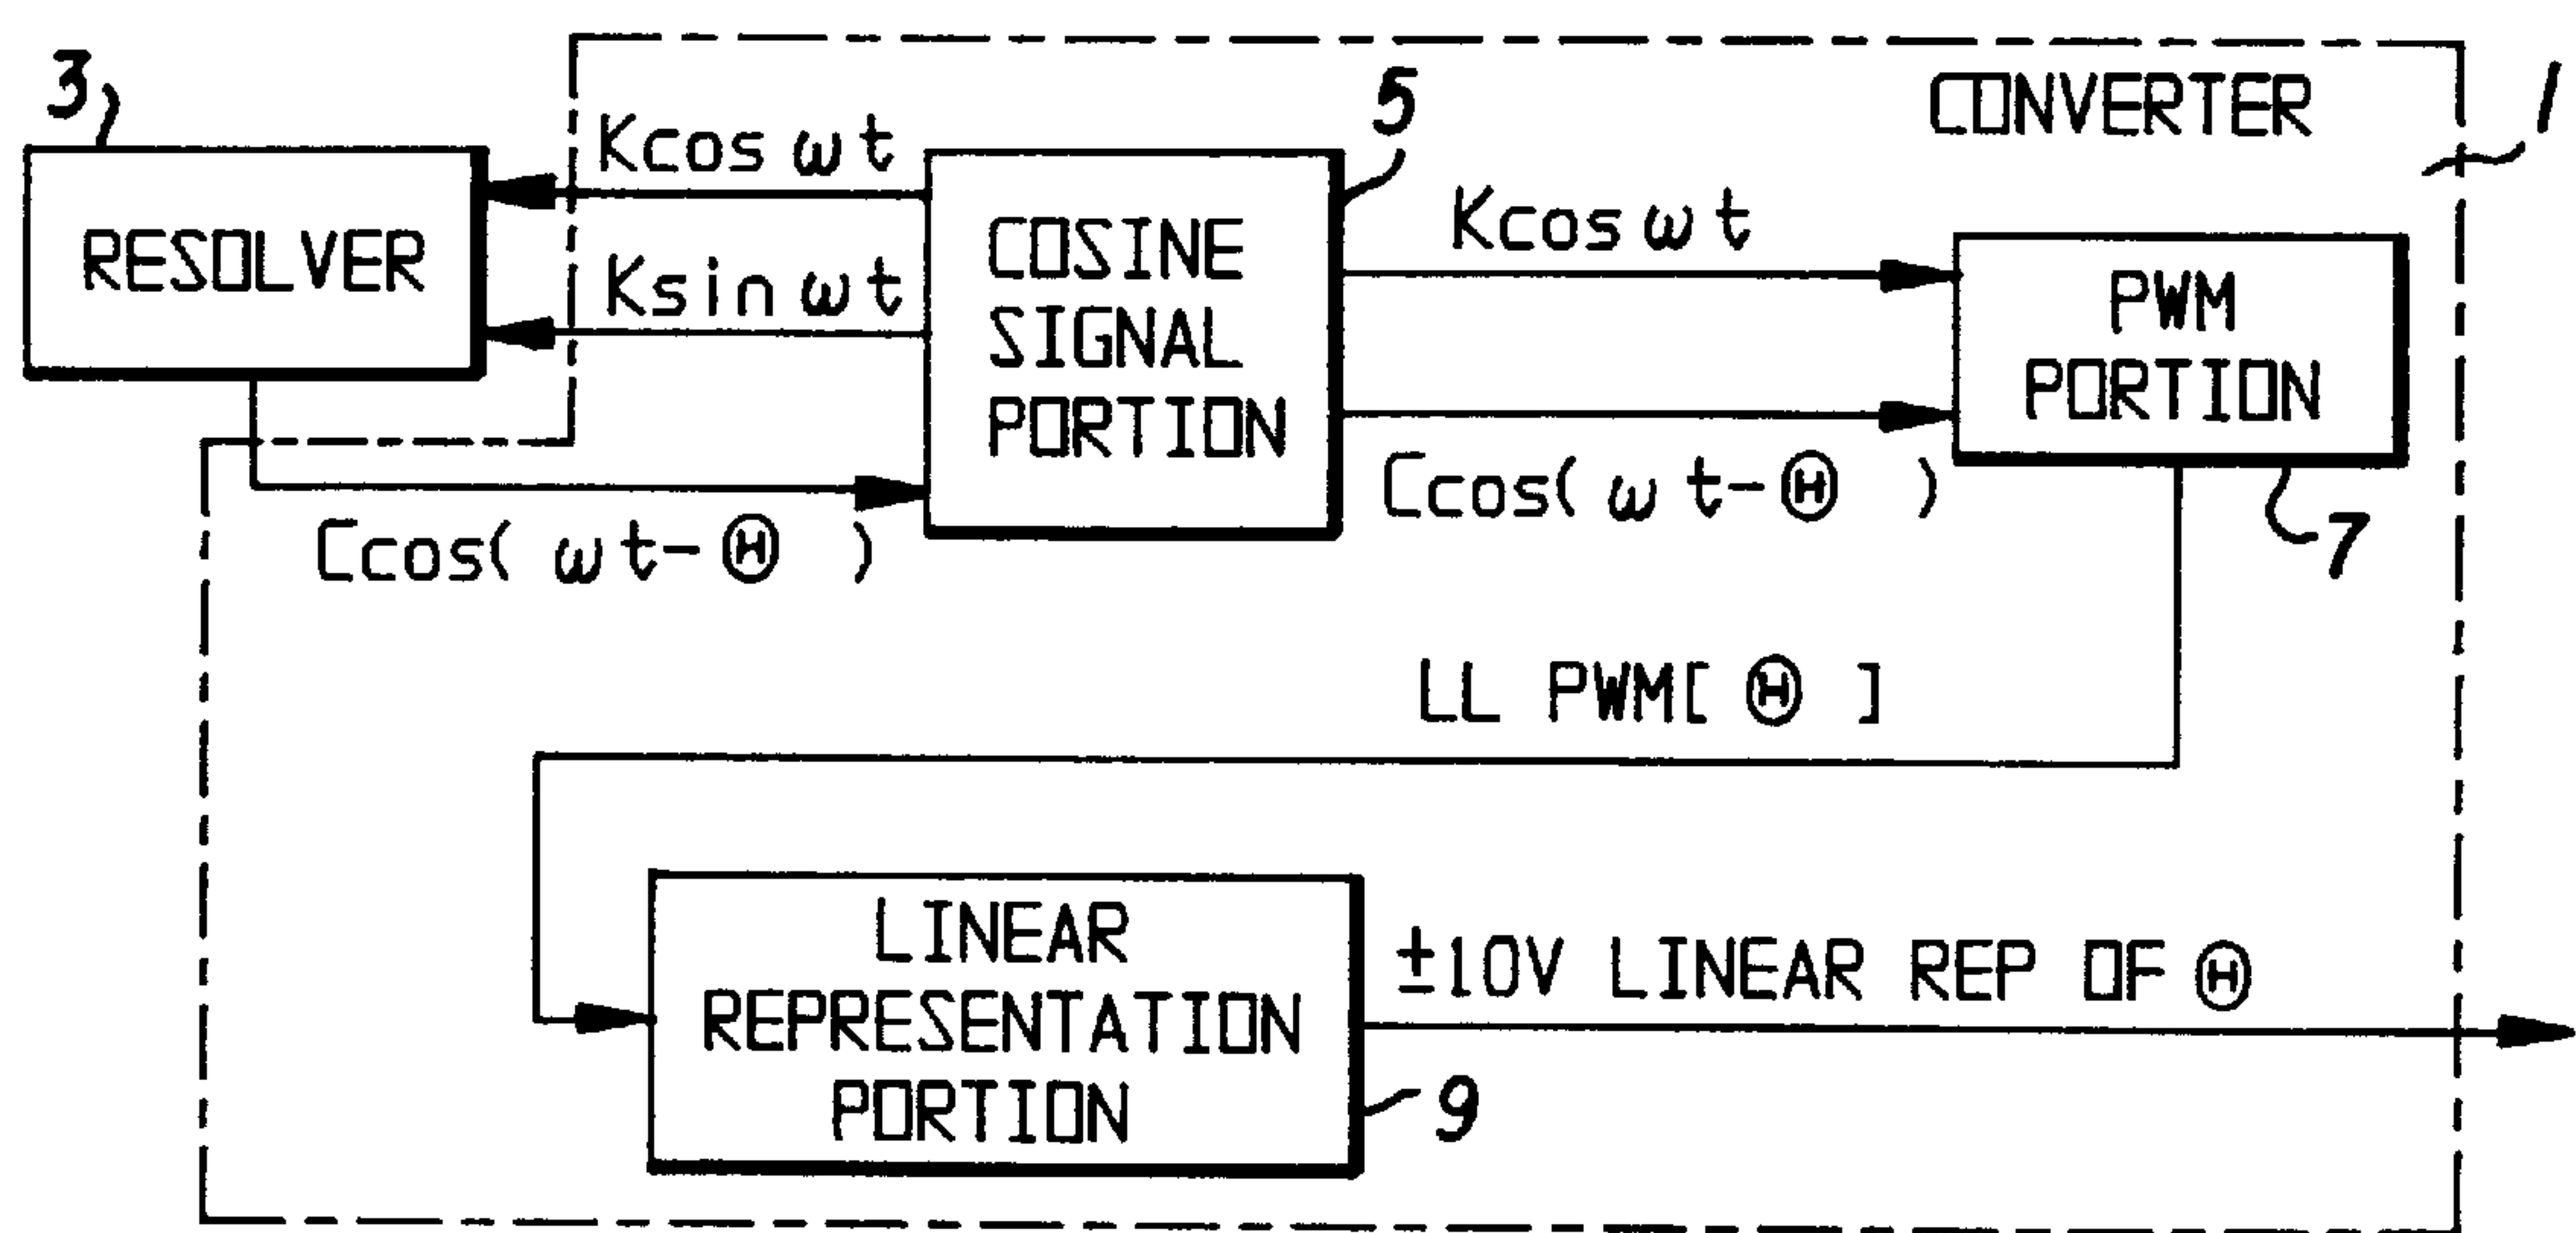 3
RESOLVER
Kcos ωt
Ksin ωt
Ccos( ωt-Θ )
5
COSINE
SIGNAL
PORTION
CONVERTER
1
Kcos ωt
Ccos( ωt-Θ )
PWM
PORTION
7
LL PWM[ Θ ]
LINEAR
REPRESENTATION
PORTION
9
±10V LINEAR REP OF Θ